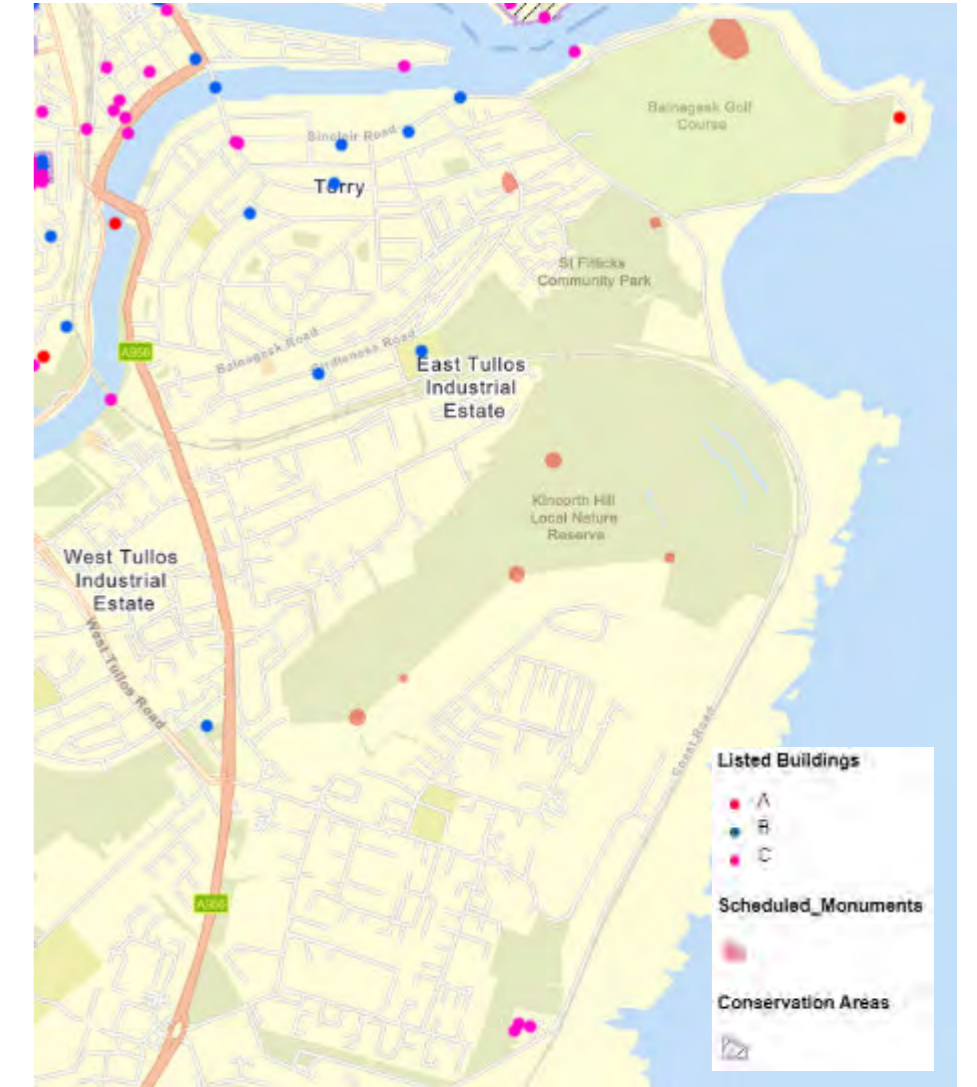 Balnagask Golf
Course
Sinclair Road
Torry
St Fitticks
Community Park
Balnagask Road
Girdleness Road
A956
East Tullos
Industrial
Estate
Kincorth Hill
Local Nature
Reserve
West Tullos
Industrial
Estate
West Tullos Road
Coast Road
A956
Listed Buildings
A
B
C
Scheduled_Monuments
Conservation Areas